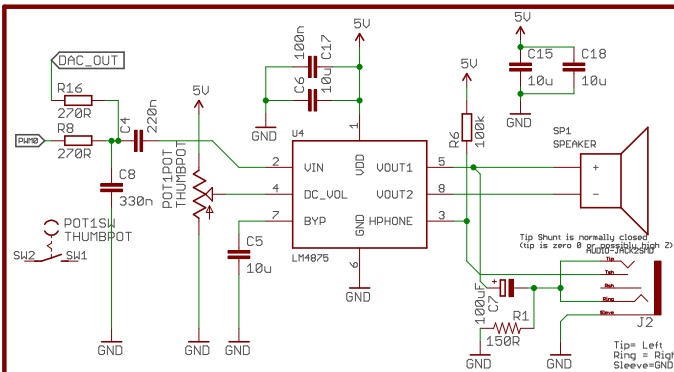 5V
5V
5V
DAC_OUT
100n
C17
C15
C18
R16
C6
10u
10u
10u
270R
5V
C4
220n
R8
GND
R6
100k
GND
PWM0
270R
U4
SP1
SPEAKER
1
VDD
2
VIN
VOUT1
5
+
C8
330n
POT1POT
THUMBPOT
4
DC_VOL
VOUT2
8
-
POT1SW
THUMBPOT
7
BYP
GND
HPHONE
3
C5
10u
LM4875
6
SW2
SW1
Tip Shunt is normally closed
(tip is zero 0 or possibly high Z)
AUDIO-JACK2SMD
Tip
Tsh
GND
+
100uF
C7
Rsh
Ring
R1
150R
Sleeve
J2
GND
GND
GND
GND
GND
Tip= Left
Ring = Righ
Sleeve=GND